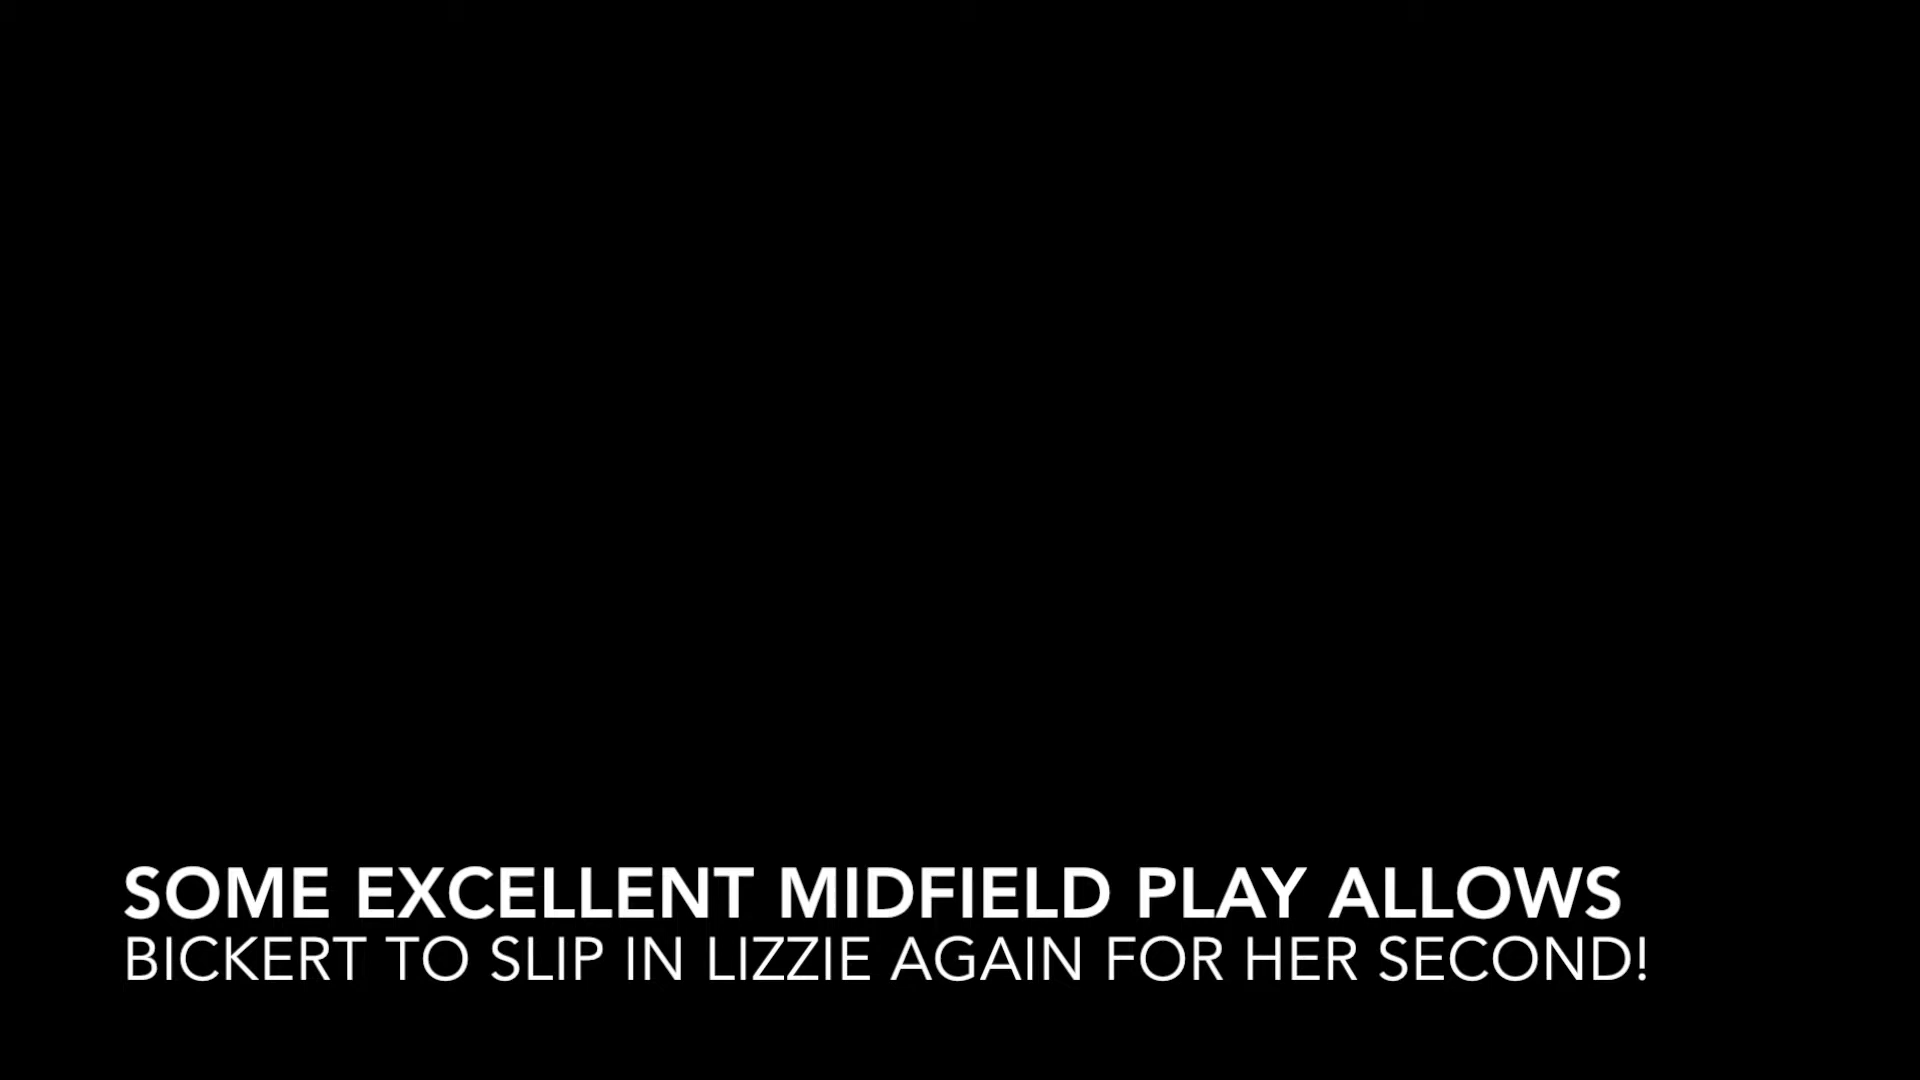 SOME EXCELLENT MIDFIELD PLAY ALLOWS
BICKERT TO SLIP IN LIZZIE AGAIN FOR HER SECOND!